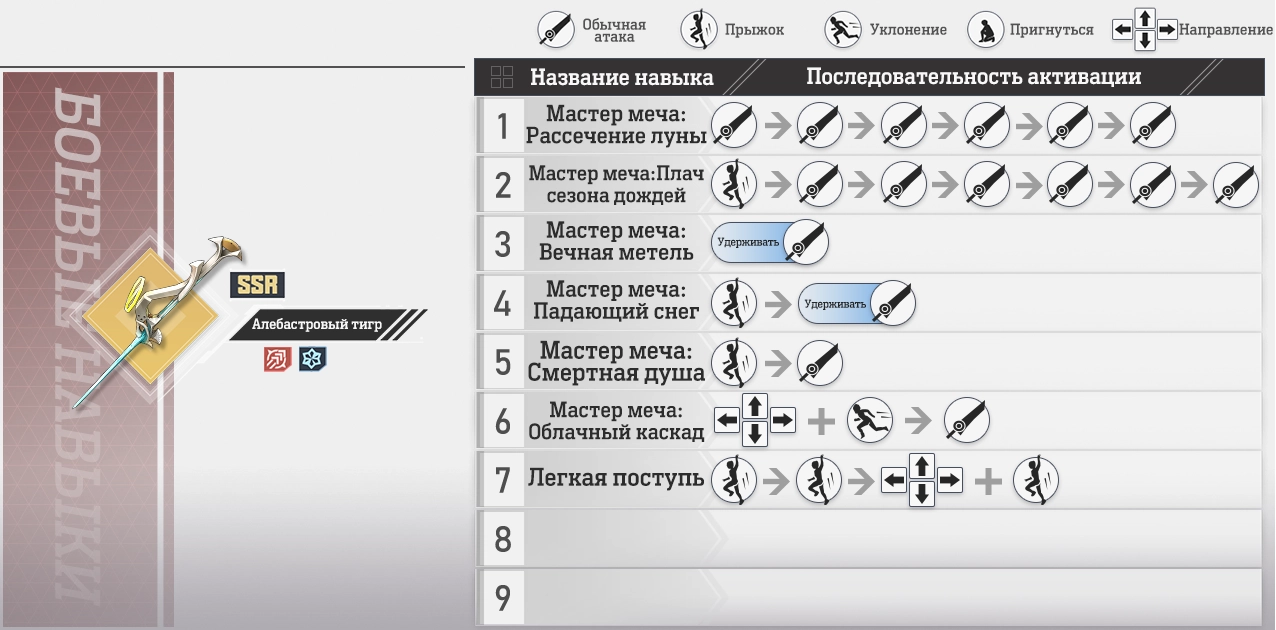 Обычная
атака
Прыжок
Уклонение
Пригнуться
Направление
Название навыка
Последовательность активации
БОЕВЫЕ НАВЫКИ
SSR
Алебастровый тигр
1
Мастер меча:
Рассечение луны
2
Мастер меча:Плач
сезона дождей
3
Мастер меча:
Вечная метель
Удерживать
4
Мастер меча:
Падающий снег
Удерживать
5
Мастер меча:
Смертная душа
6
Мастер меча:
Облачный каскад
7
Легкая поступь
8
9